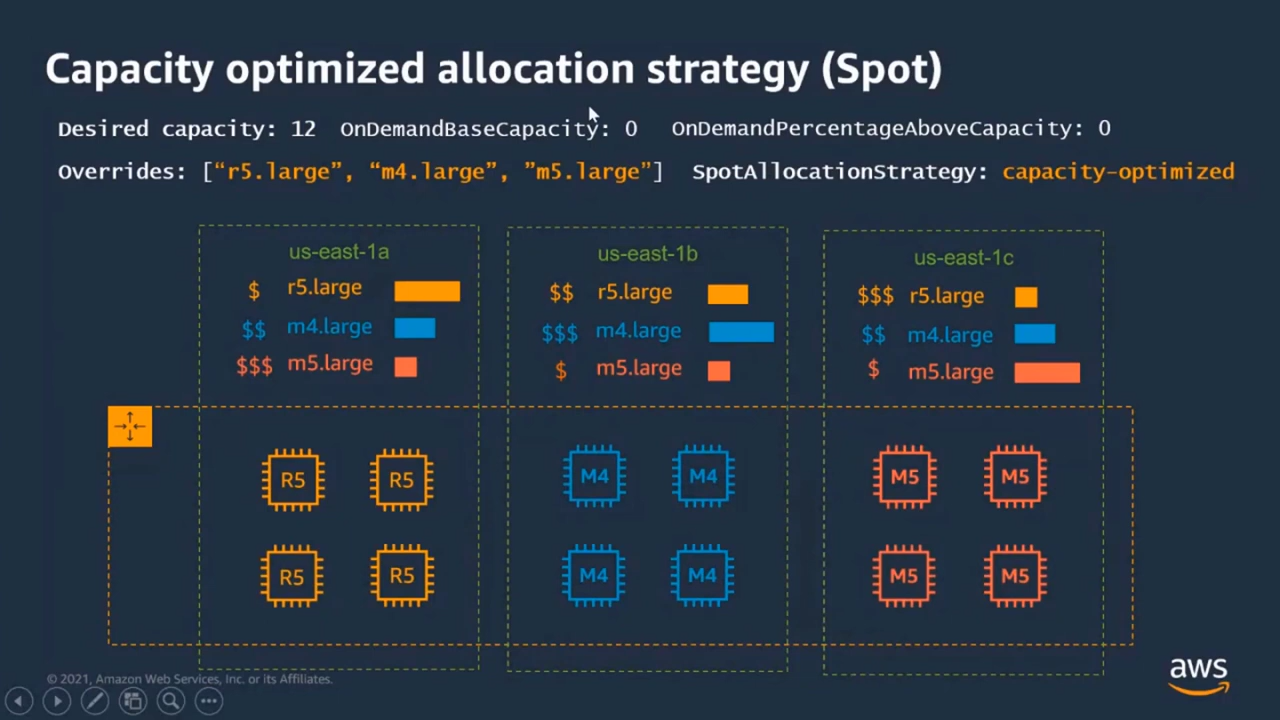 Capacity optimized allocation strategy (Spot)
Desired capacity: 12 OnDemandBaseCapacity: 0 OnDemandPercentageAboveCapacity: 0
Overrides: [“r5.large”, “m4.large”, ”m5.large”] SpotAllocationStrategy: capacity-optimized
us-east-1a
$ r5.large
$$ m4.large
$$$ m5.large
us-east-1b
$$ r5.large
$$$ m4.large
$ m5.large
us-east-1c
$$$ r5.large
$$ m4.large
$ m5.large
R5 R5 M4 M4 M5 M5
R5 R5 M4 M4 M5 M5
© 2021, Amazon Web Services, Inc. or its Affiliates.
aws